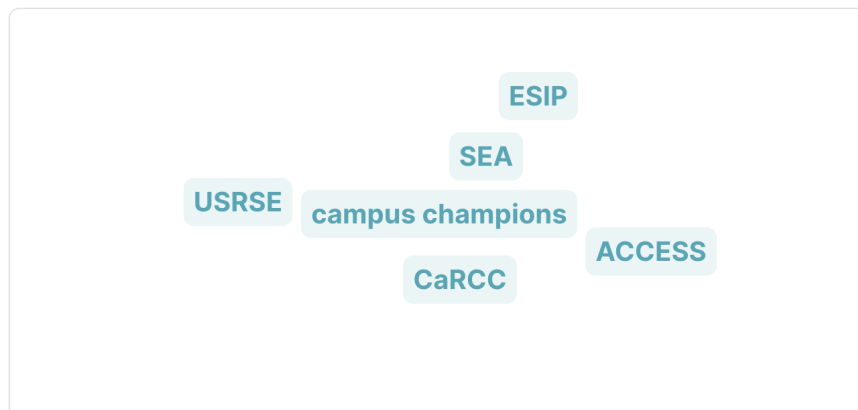 ESIP
SEA
USRSE
campus champions
ACCESS
CaRCC